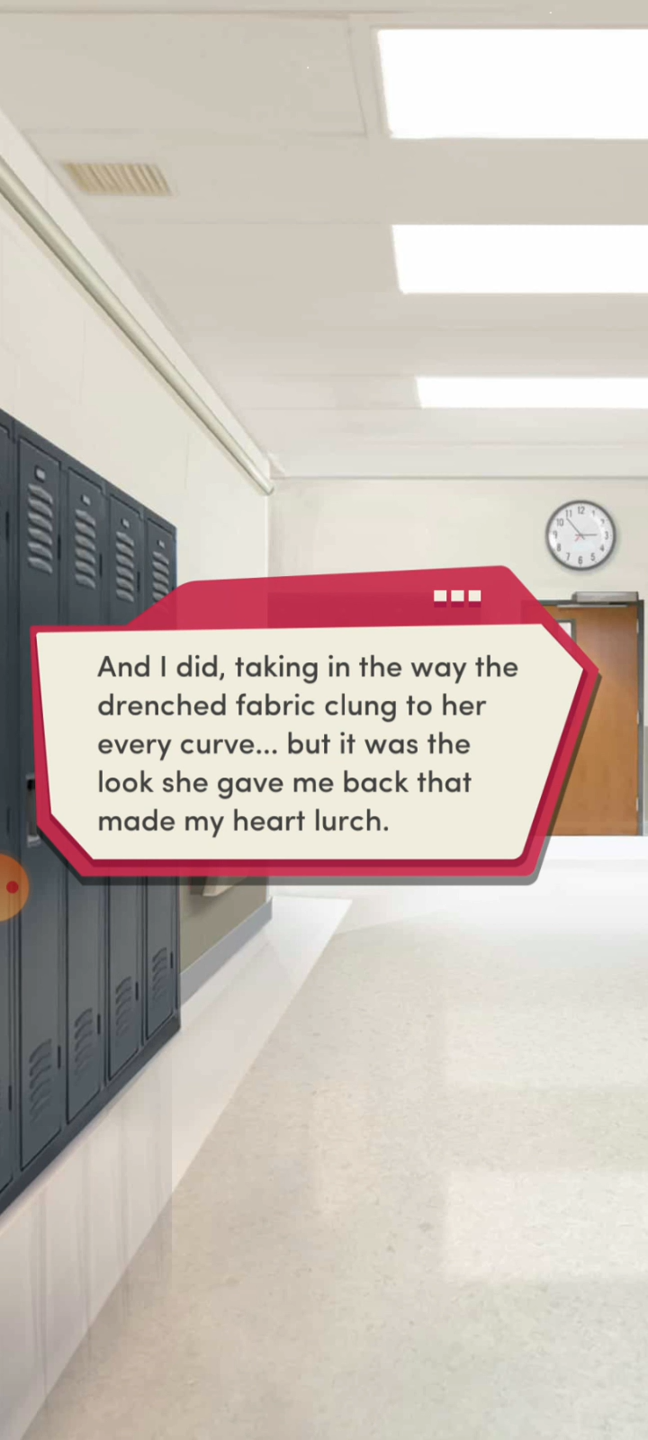 And I did, taking in the way the
drenched fabric clung to her
every curve... but it was the
look she gave me back that
made my heart lurch.